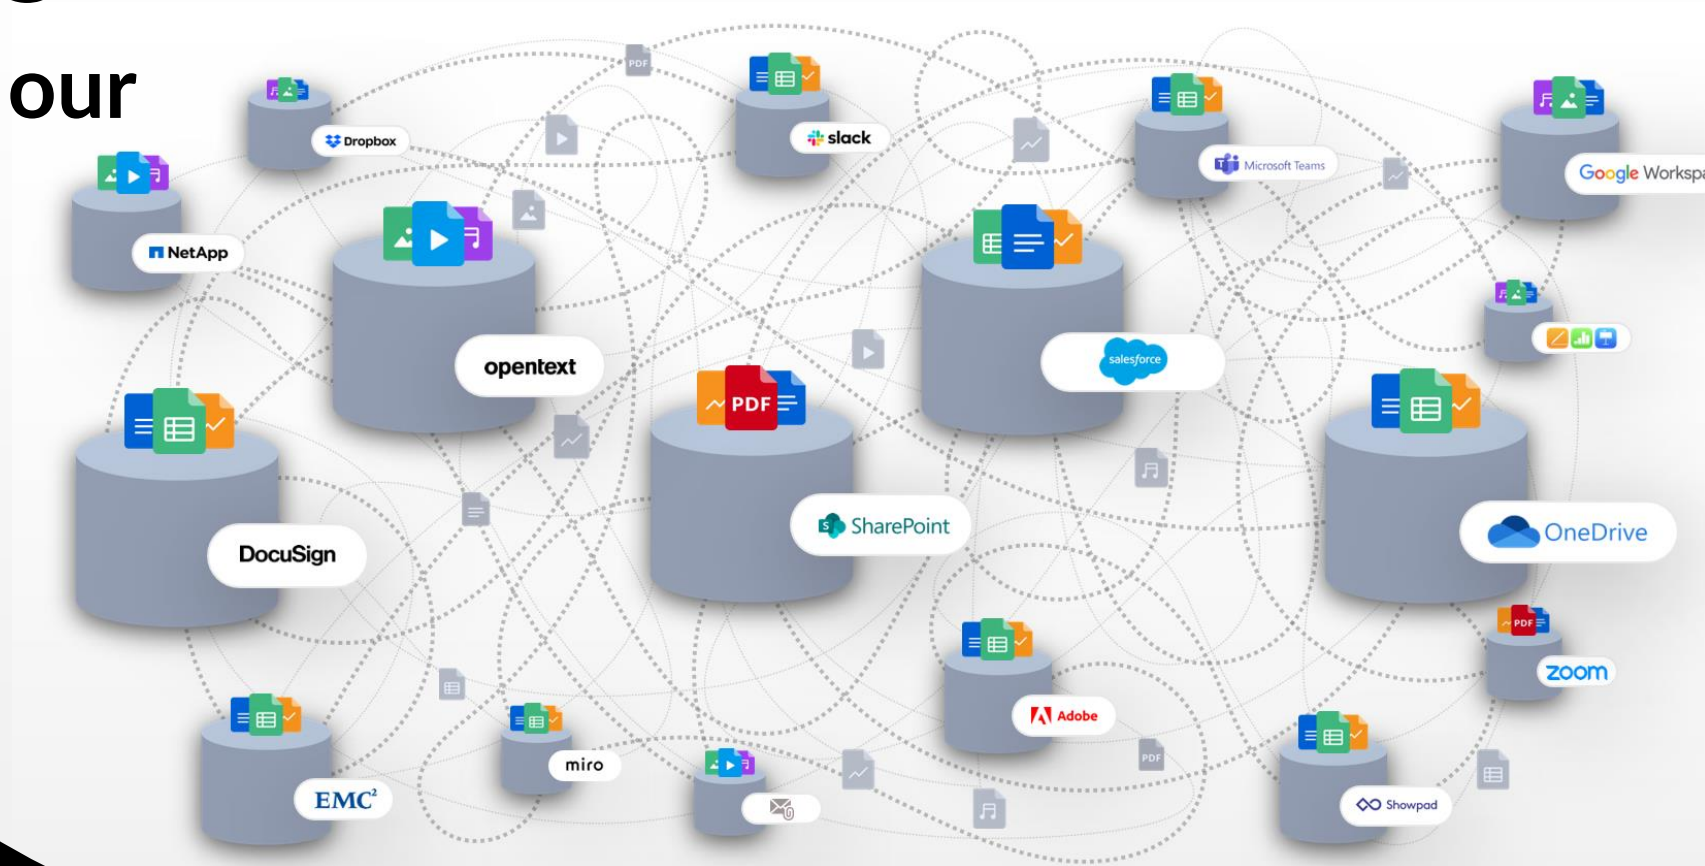 our
PDF
Dropbox
slack
Microsoft Teams
Google Workspa
NetApp
opentext
salesforce
PDF
DocuSign
S SharePoint
OneDrive
PDF
zoom
Adobe
PDF
miro
EMC²
Showpad